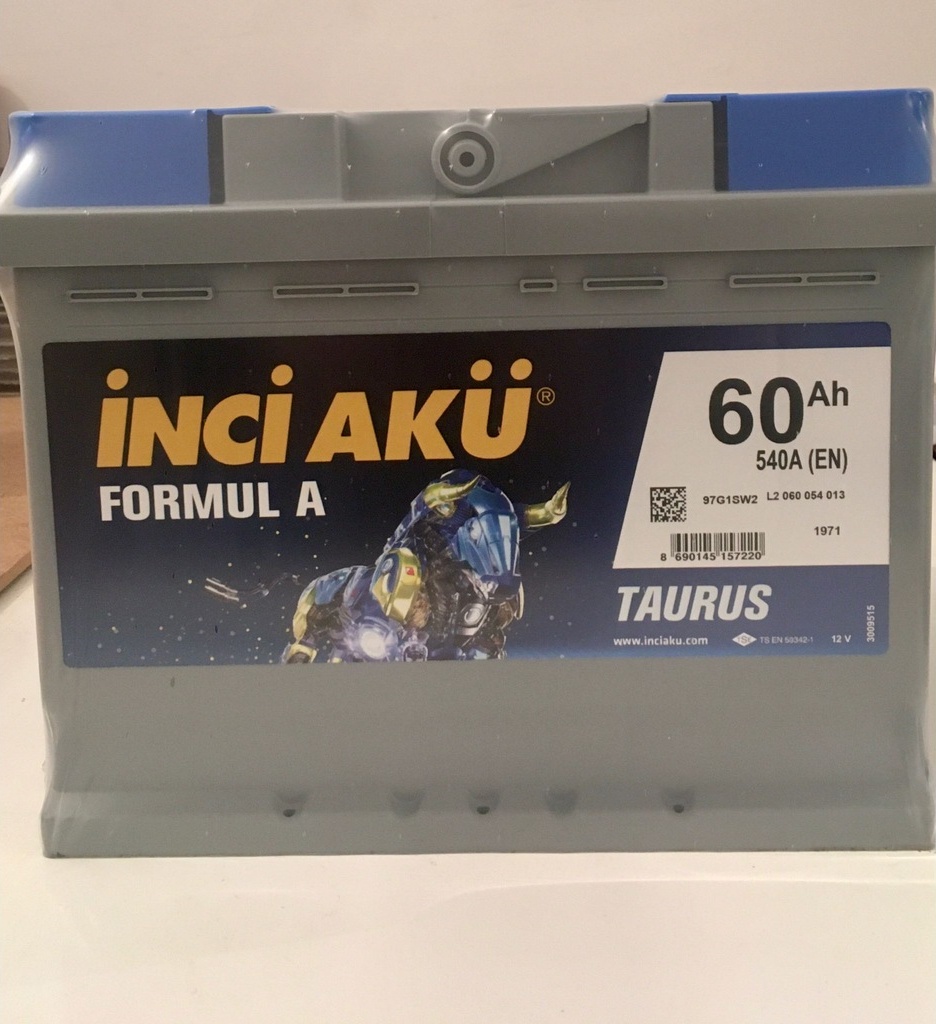 İNCİ AKÜ®
FORMUL A
60Ah
540A (EN)
97G1SW2 L2 060 054 013
1971
8 690145 157220
TAURUS
www.inciaku.com TSE TS EN 50342-1 12 V
3009515